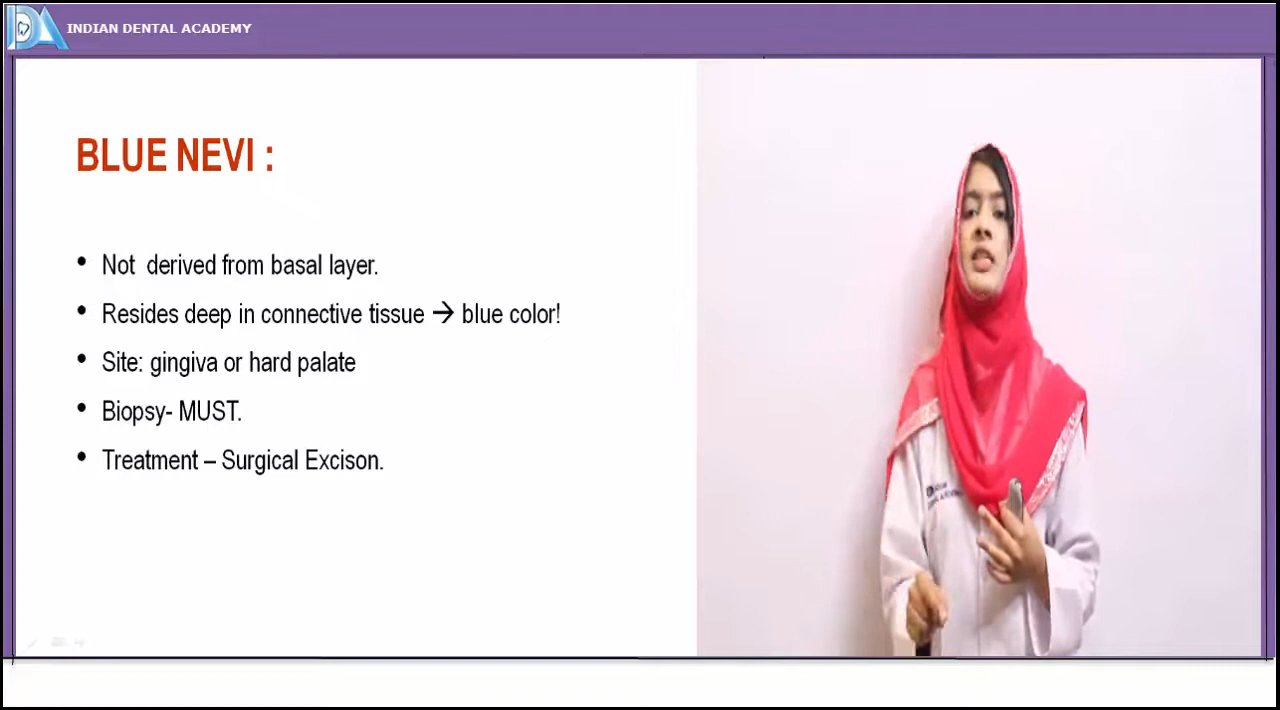 INDIAN DENTAL ACADEMY
BLUE NEVI :
• Not derived from basal layer.
• Resides deep in connective tissue → blue color!
• Site: gingiva or hard palate
• Biopsy- MUST.
• Treatment – Surgical Excison.